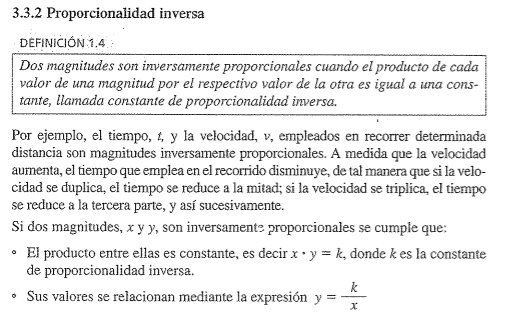 3.3.2 Proporcionalidad inversa
DEFINICIÓN 1.4
Dos magnitudes son inversamente proporcionales cuando el producto de cada
valor de una magnitud por el respectivo valor de la otra es igual a una cons-
tante, llamada constante de proporcionalidad inversa.
Por ejemplo, el tiempo, t, y la velocidad, v, empleados en recorrer determinada
distancia son magnitudes inversamente proporcionales. A medida que la velocidad
aumenta, el tiempo que emplea en el recorrido disminuye, de tal manera que si la velo-
cidad se duplica, el tiempo se reduce a la mitad; si la velocidad se triplica, el tiempo
se reduce a la tercera parte, y así sucesivamente.
Si dos magnitudes, x y y, son inversamente proporcionales se cumple que:
° El producto entre ellas es constante, es decir x · y = k, donde k es la constante
de proporcionalidad inversa.
° Sus valores se relacionan mediante la expresión y = k/x